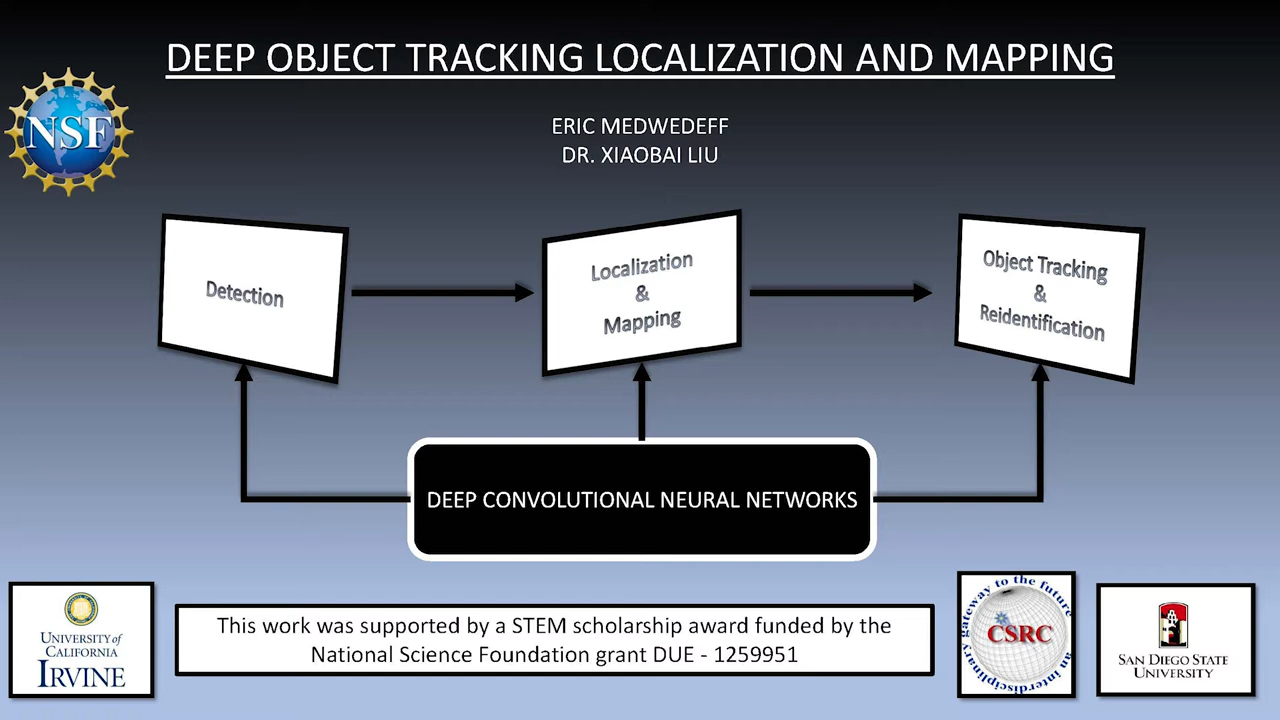 DEEP OBJECT TRACKING LOCALIZATION AND MAPPING
NSF
ERIC MEDWEDEFF
DR. XIAOBAI LIU
Detection
Localization
&
Mapping
Object Tracking
&
Reidentification
DEEP CONVOLUTIONAL NEURAL NETWORKS
UNIVERSITY of
CALIFORNIA
IRVINE
This work was supported by a STEM scholarship award funded by the
National Science Foundation grant DUE - 1259951
gateway to the future
CSRC
an interdisciplinary
SAN DIEGO STATE
UNIVERSITY